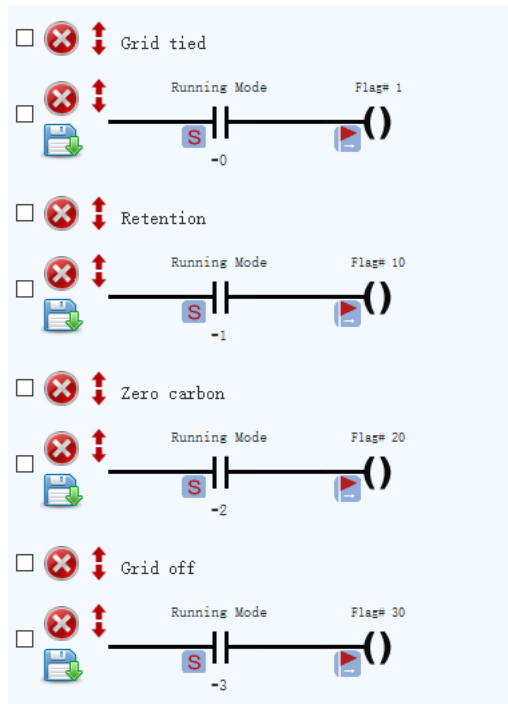 Grid tied
Running Mode Flag# 1
S
-0
Retention
Running Mode Flag# 10
S
-1
Zero carbon
Running Mode Flag# 20
S
-2
Grid off
Running Mode Flag# 30
S
-3